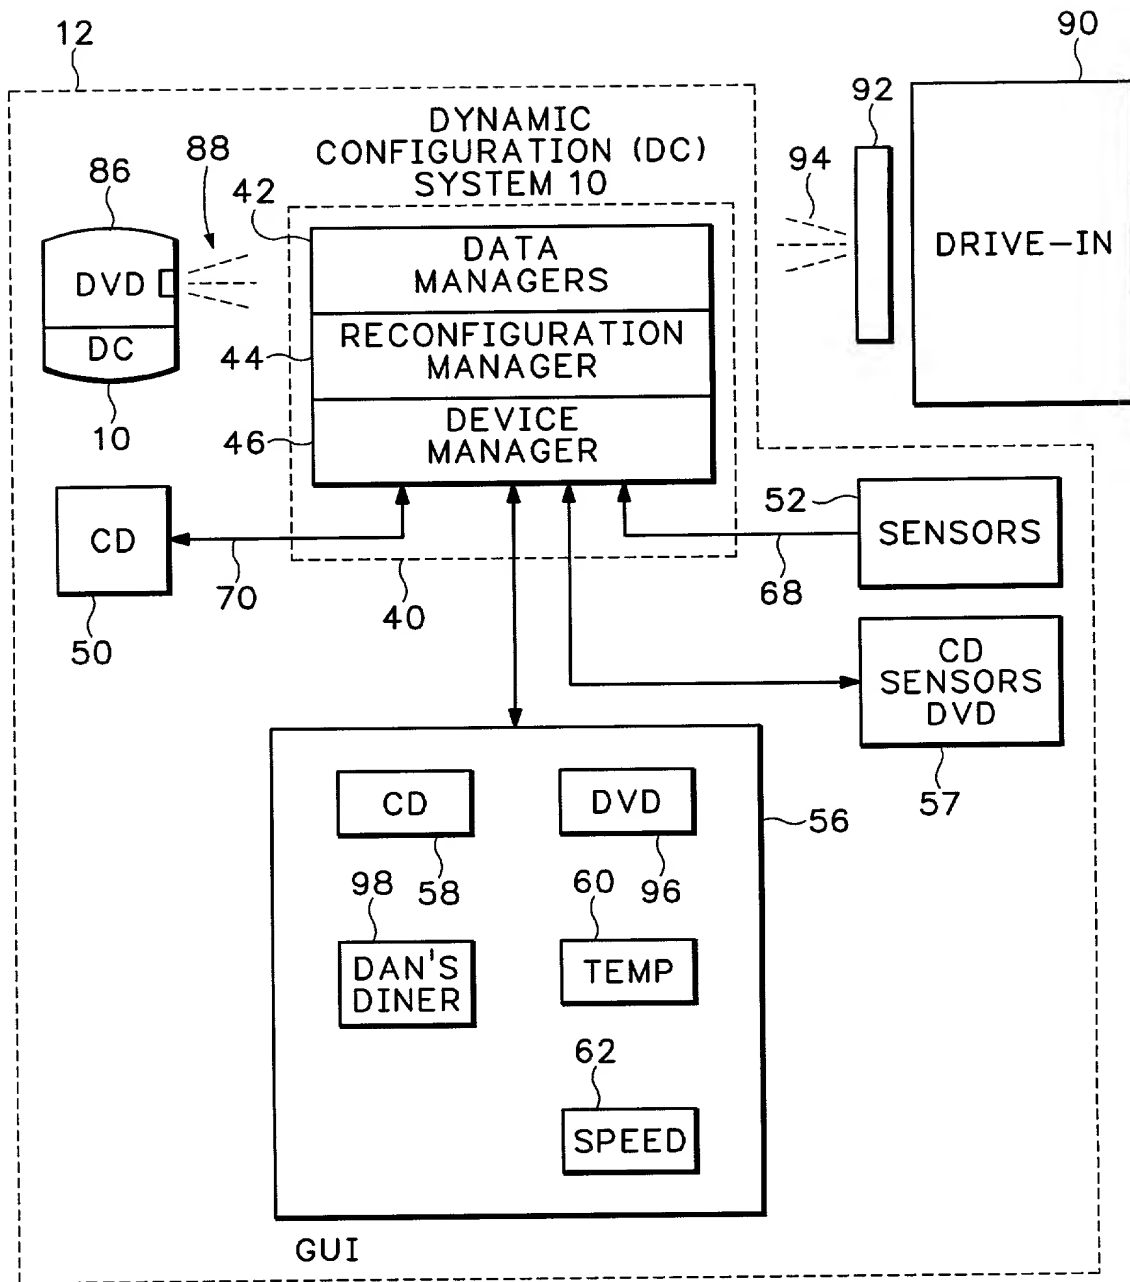 12
90
92
DYNAMIC
CONFIGURATION (DC)
SYSTEM 10
88
94
86
42
DVD
DC
10
DATA
MANAGERS
44
RECONFIGURATION
MANAGER
46
DEVICE
MANAGER
DRIVE-IN
CD
50
70
40
52
SENSORS
68
CD
SENSORS
DVD
57
CD
58
DVD
96
56
98
DAN'S
DINER
60
TEMP
62
SPEED
GUI